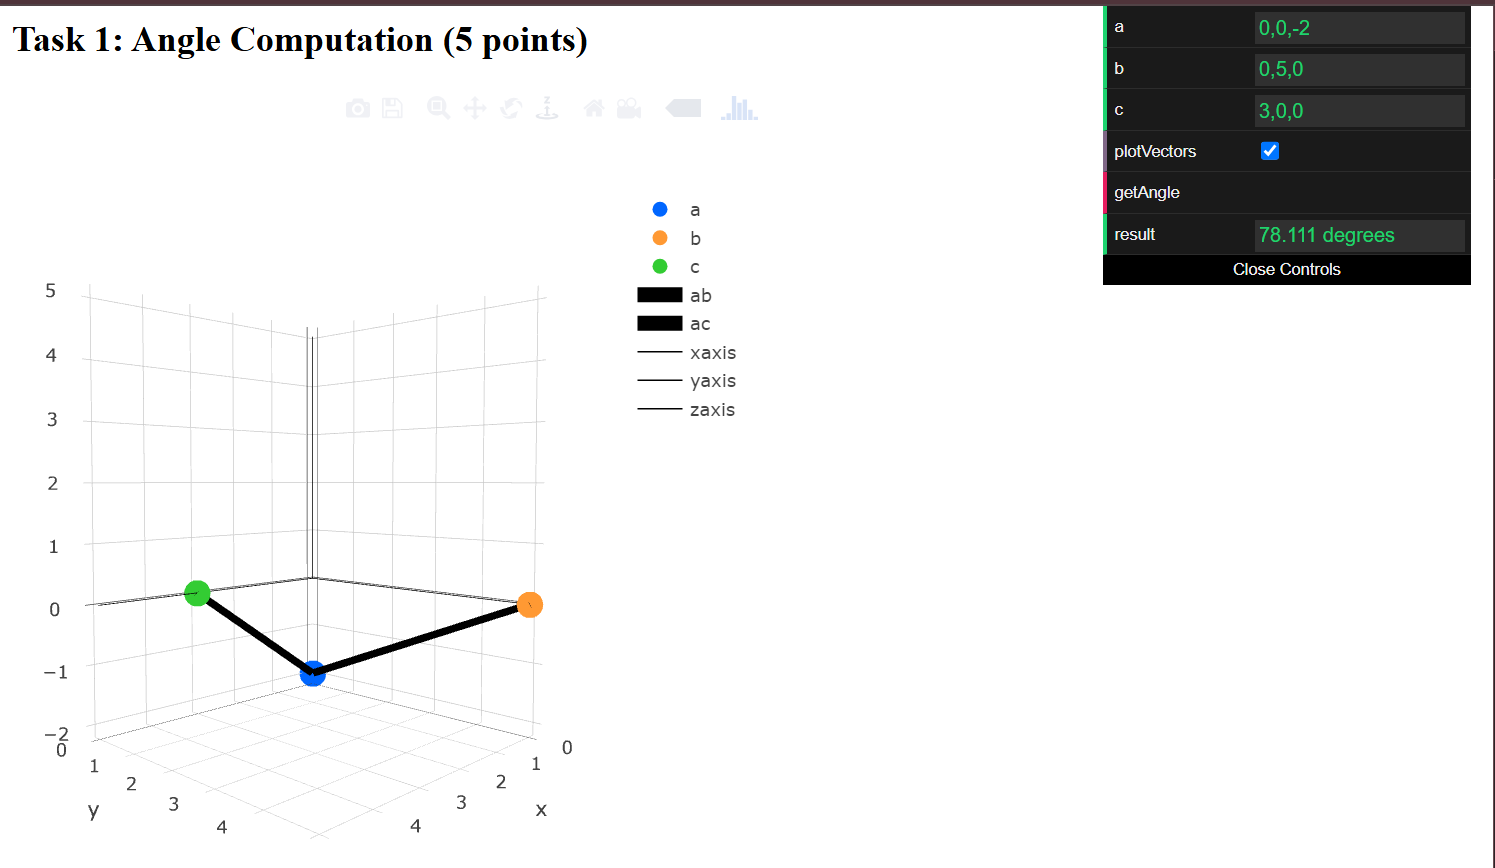 Task 1: Angle Computation (5 points)
a 0,0,-2
b 0,5,0
c 3,0,0
plotVectors
getAngle
result 78.111 degrees
Close Controls
z
a
b
c
ab
ac
xaxis
yaxis
zaxis
5
4
3
2
1
0
−1
−2
0
1
2
3
4
y
0
1
2
3
4
x